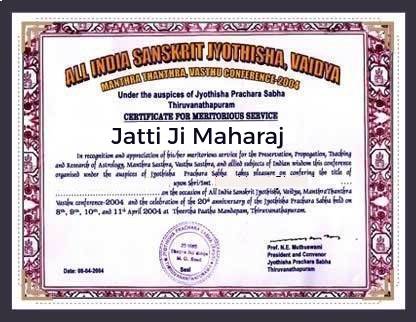 ALL INDIA SANSKRIT JYOTHISHA, VAIDYA
MANTHRA THANTHRA, VASTHU CONFERENCE-2004
Under the auspices of Jyothisha Prachara Sabha
Thiruvanathapuram
CERTIFICATE FOR MERITORIOUS SERVICE
Jatti Ji Maharaj
In recognition and appreciation of his/her meritorious service for the Preservation, Propagation, Teaching
and Research of Astrology, Manthra Sasthra, Vasthu Sasthra, and allied subjects of Indian wisdom this conference
organised under the auspices of Jyothisha Prachara Sabha takes pleasure in confering the title of
upon Shri/Smt.
on the occasion of All India Sanskrit Jyothisha, Vaidya, Manthra Thanthra
Vasthu conference-2004 and the celebration of the 20th anniversary of the Jyothisha Prachara Sabha held on
8th, 9th, 10th, and 11th April 2004 at Theertha Paatha Mandapam, Thiruvananthapuram.
M. G. Road
Prof. N.E. Muthuswami
President and Convenor
Jyothisha Prachara Sabha
Thiruvanathapuram
Date: 08-04-2004
Seal